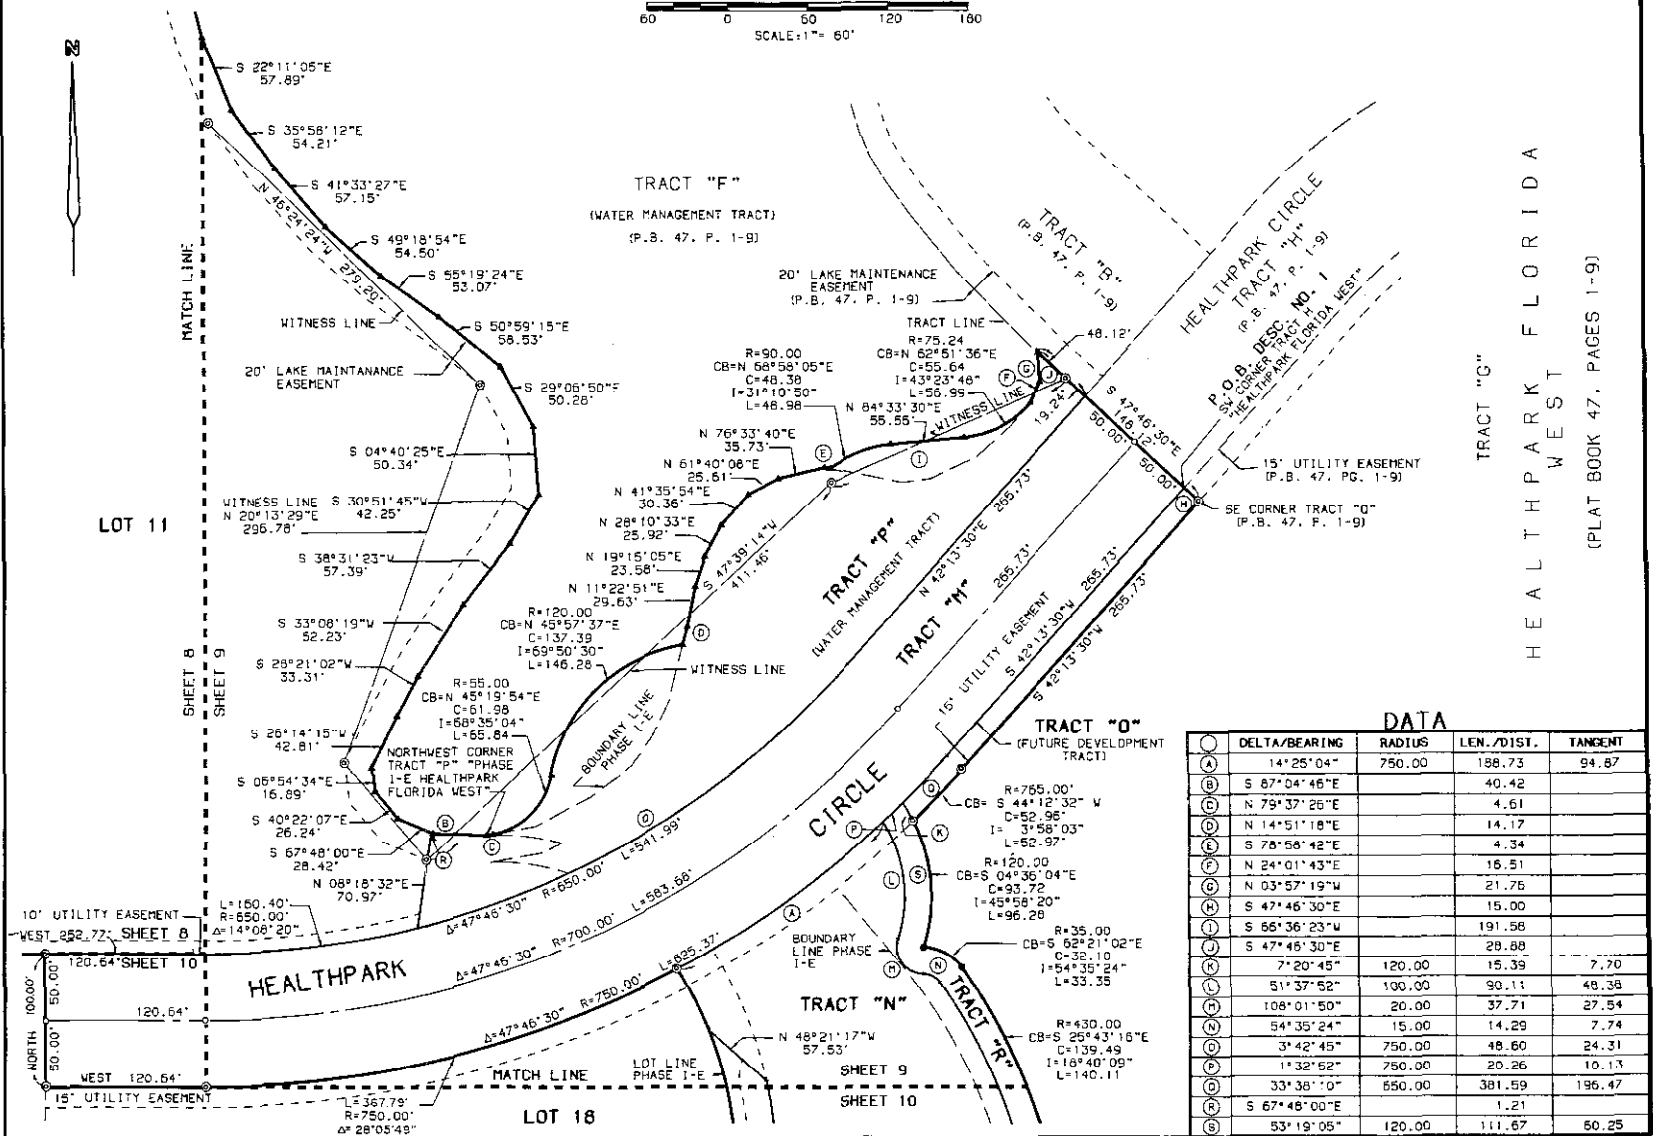 60 0 60 120 180
SCALE:1"= 60'
N
S 22°11'05"E
57.89'
S 35°58'12"E
54.21'
S 41°33'27"E
57.15'
N 46°24'24"W
279.20'
S 49°18'54"E
54.50'
S 55°19'24"E
53.07'
WITNESS LINE
S 50°59'15"E
58.53'
20' LAKE MAINTANANCE
EASEMENT
S 29°06'50"E
50.28'
S 04°40'25"E
50.34'
WITNESS LINE
N 20°13'29"E
296.78'
S 30°51'45"W
42.25'
S 38°31'23"W
57.39'
S 33°08'19"W
52.23'
S 28°21'02"W
33.31'
S 26°14'15"W
42.81'
S 06°54'34"E
16.89'
S 40°22'07"E
26.24'
S 67°48'00"E
28.42'
N 08°18'32"E
70.97'
MATCH LINE
LOT 11
SHEET 8
SHEET 9
TRACT "F"
(WATER MANAGEMENT TRACT)
(P.B. 47, P. 1-9)
20' LAKE MAINTENANCE
EASEMENT
(P.B. 47. P. 1-9)
TRACT LINE
R=75.24
CB=N 62°51'36"E
C=55.64
I=43°23'48"
L=56.99
R=90.00
CB=N 68°58'05"E
C=48.38
I=31°10'50"
L=48.98
N 84°33'30"E
55.55'
WITNESS LINE
N 76°33'40"E
35.73'
N 61°40'08"E
25.61'
N 41°35'54"E
30.36'
N 28°10'33"E
25.92'
N 19°15'05"E
23.58'
N 11°22'51"E
29.63'
R=120.00
CB=N 45°57'37"E
C=137.39
I=69°50'30"
L=146.28
R=55.00
CB=N 45°19'54"E
C=61.98
I=68°35'04"
L=65.84
NORTHWEST CORNER
TRACT "P" "PHASE
I-E HEALTHPARK
FLORIDA WEST"
S 47°39'14"W
411.46'
WITNESS LINE
BOUNDARY LINE
PHASE I-E
TRACT "B"
(P.B. 47, P. 1-9)
48.12'
19.24'
S 47°46'30"E
148.12'
50.00'
50.00'
HEALTHPARK CIRCLE
TRACT "H"
(P.B. 47, P. 1-9)
P.O.B. DESC. NO. 1
SW CORNER TRACT H
"HEALTHPARK FLORIDA WEST"
15' UTILITY EASEMENT
(P.B. 47, PG. 1-9)
SE CORNER TRACT "Q"
(P.B. 47. P. 1-9)
TRACT "G"
HEALTHPARK FLORIDA
WEST
(PLAT BOOK 47, PAGES 1-9)
TRACT "P"
(WATER MANAGEMENT TRACT)
N 42°13'30"E 265.73'
TRACT "M"
265.73'
15' UTILITY EASEMENT
S 42°13'30"W 265.73'
S 42°13'30"W 265.73'
TRACT "O"
(FUTURE DEVELOPMENT
TRACT)
R=765.00'
CB= S 44°12'32" W
C=52.96'
I= 3°58'03"
L=52.97'
R=120.00
CB=S 04°36'04"E
C=93.72
I=45°58'20"
L=96.28
R=35.00
CB=S 62°21'02"E
C=32.10
I=54°35'24"
L=33.35
R=430.00
CB=S 25°43'16"E
C=139.49
I=18°40'09"
L=140.11
10' UTILITY EASEMENT
WEST 252.77'
SHEET 8
SHEET 10
120.64'
NORTH 100.00'
50.00'
50.00'
120.64'
WEST 120.64'
15' UTILITY EASEMENT
L=160.40'
R=650.00'
Δ=14°08'20"
Δ=47°46'30" R=650.00' L=541.99'
Δ=47°46'30" R=700.00' L=583.68'
Δ=47°46'30" R=750.00' L=625.37'
HEALTHPARK
CIRCLE
L=367.79'
R=750.00'
Δ= 28°05'49"
MATCH LINE
LOT 18
LOT LINE
PHASE I-E
BOUNDARY
LINE PHASE
I-E
TRACT "N"
N 48°21'17"W
57.53'
TRACT "R"
SHEET 9
SHEET 10
DATA
DELTA/BEARING RADIUS LEN./DIST. TANGENT
A 14°25'04" 750.00 188.73 94.87
B S 87°04'46"E 40.42
C N 79°37'26"E 4.61
D N 14°51'18"E 14.17
E S 78°56'42"E 4.34
F N 24°01'43"E 16.51
G N 03°57'19"W 21.76
H S 47°46'30"E 15.00
I S 66°36'23"W 191.58
J S 47°46'30"E 28.88
K 7°20'45" 120.00 15.39 7.70
L 51°37'52" 100.00 90.11 48.38
M 108°01'50" 20.00 37.71 27.54
N 54°35'24" 15.00 14.29 7.74
O 3°42'45" 750.00 48.60 24.31
P 1°32'52" 750.00 20.26 10.13
Q 33°38'10" 650.00 381.59 196.47
R S 67°48'00"E 1.21
S 53°19'05" 120.00 111.67 60.25